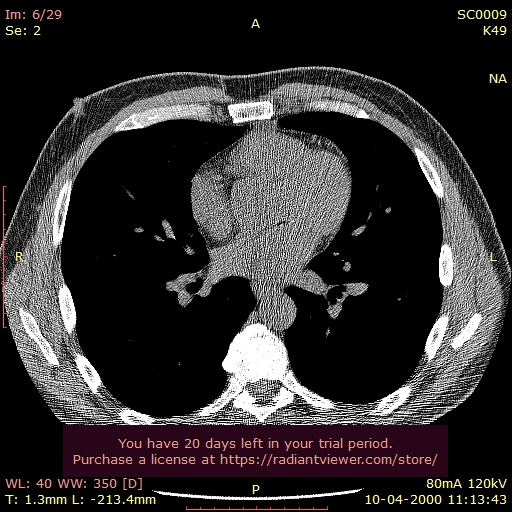 Im: 6/29
Se: 2
A
SC0009
K49
NA
R
L
You have 20 days left in your trial period.
Purchase a license at https://radiantviewer.com/store/
WL: 40 WW: 350 [D]
T: 1.3mm L: -213.4mm
P
80mA 120kV
10-04-2000 11:13:43